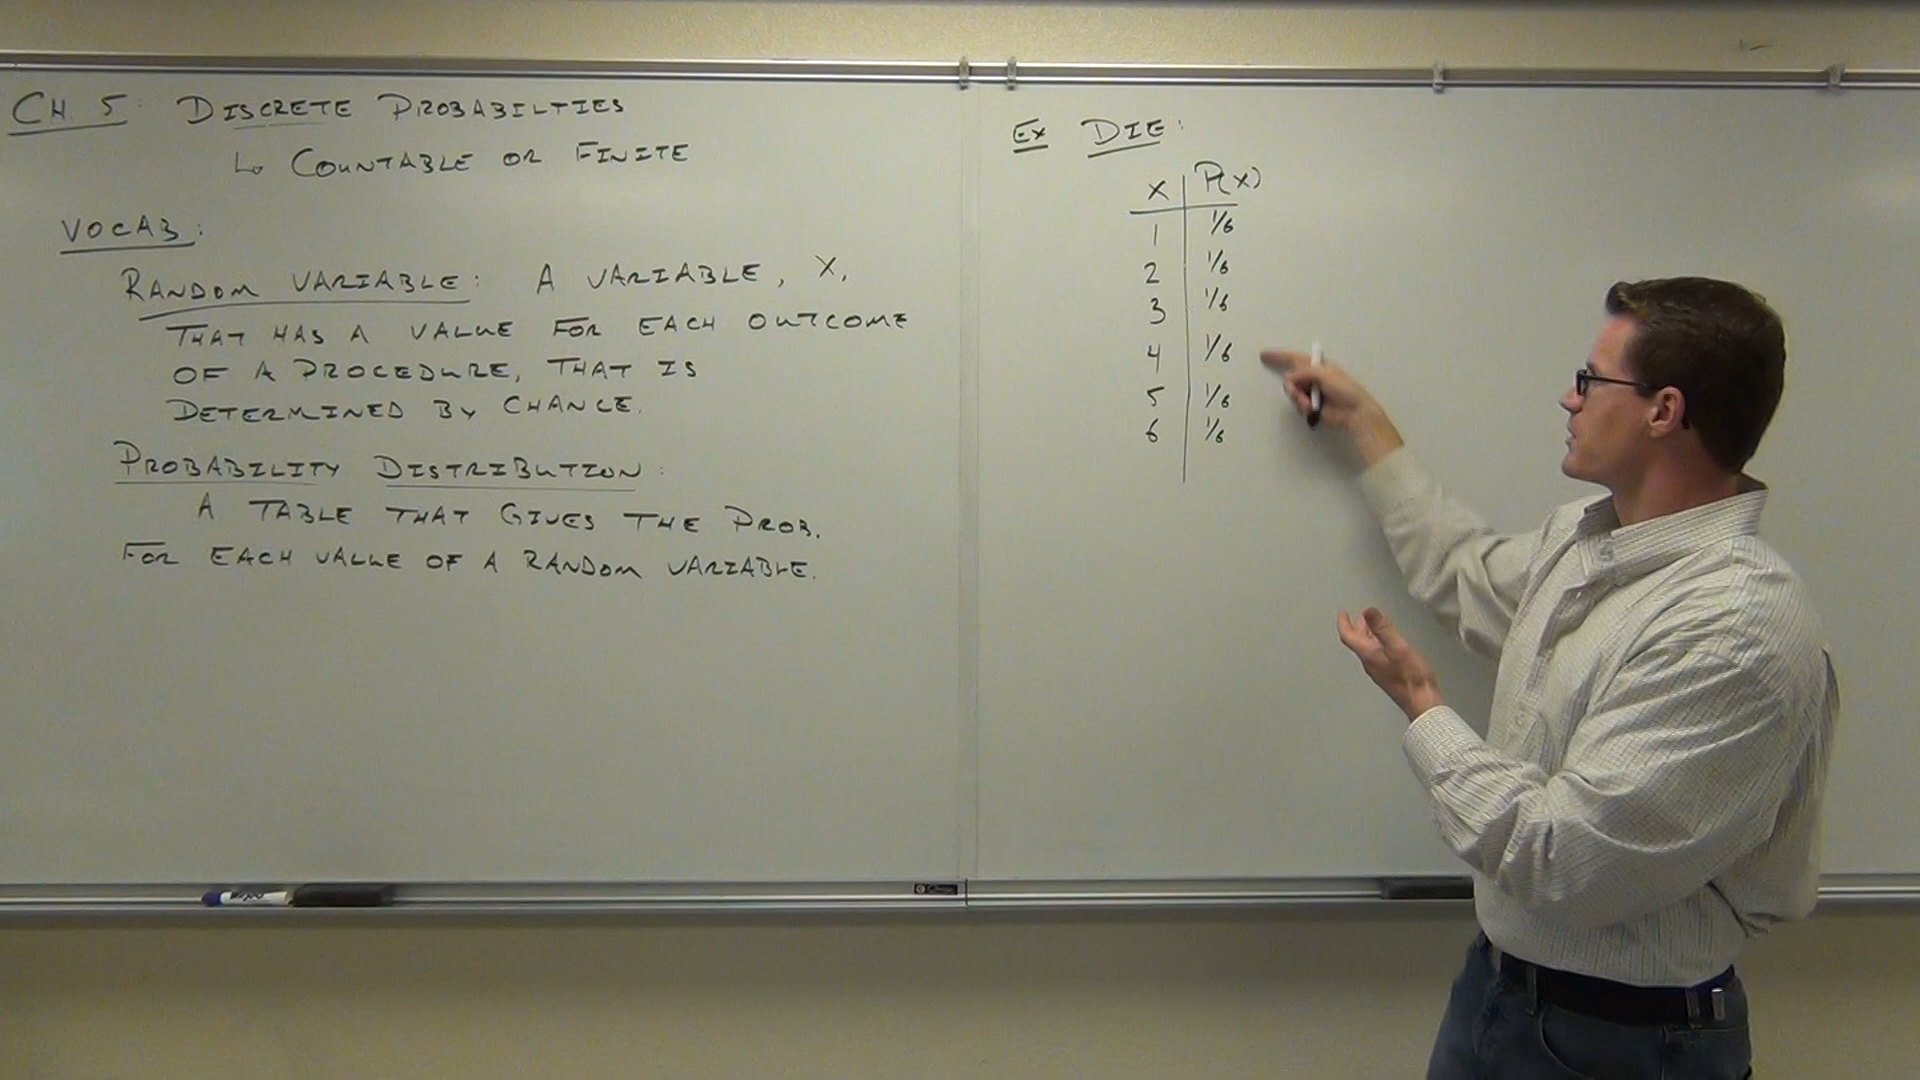 CH. 5: DISCRETE PROBABILTIES
↳ COUNTABLE OR FINITE
VOCAB:
RANDOM VARIABLE: A VARIABLE, X,
THAT HAS A VALUE FOR EACH OUTCOME
OF A PROCEDURE, THAT IS
DETERMINED BY CHANCE.
PROBABILITY DISTRIBUTION:
A TABLE THAT GIVES THE PROB.
FOR EACH VALUE OF A RANDOM VARIABLE.
EX DIE:
X P(X)
1 1/6
2 1/6
3 1/6
4 1/6
5 1/6
6 1/6
EXPO